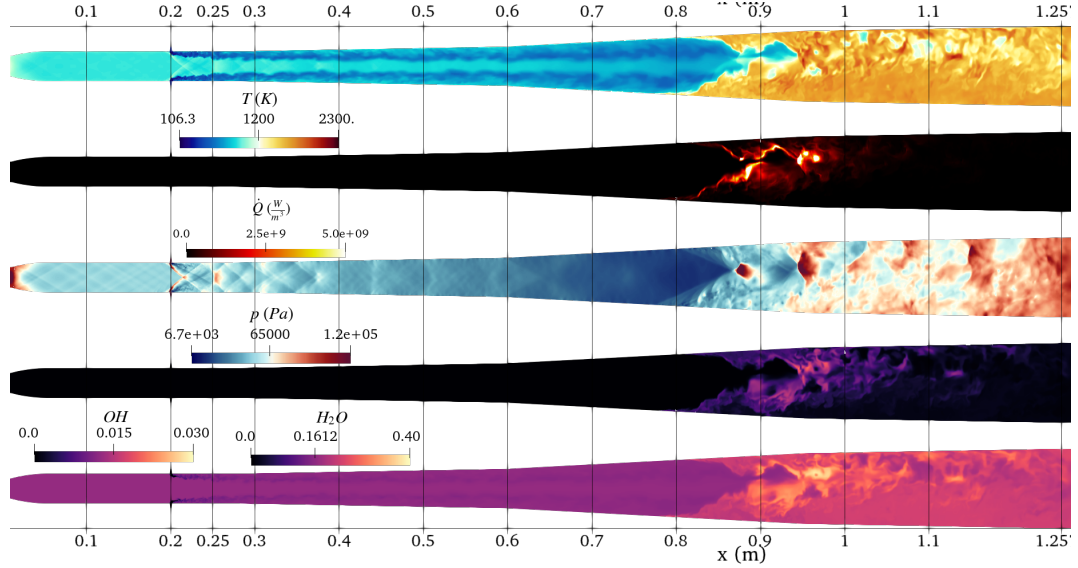 0.1 0.2 0.25 0.3 0.4 0.5 0.6 0.7 0.8 0.9 1 1.1 1.25
T (K)
106.3 1200 2300.
Q̇ (W/m³)
0.0 2.5e+9 5.0e+09
p (Pa)
6.7e+03 65000 1.2e+05
OH
0.0 0.015 0.030
H₂O
0.0 0.1612 0.40
0.1 0.2 0.25 0.3 0.4 0.5 0.6 0.7 0.8 0.9 1 1.1 1.25
x (m)